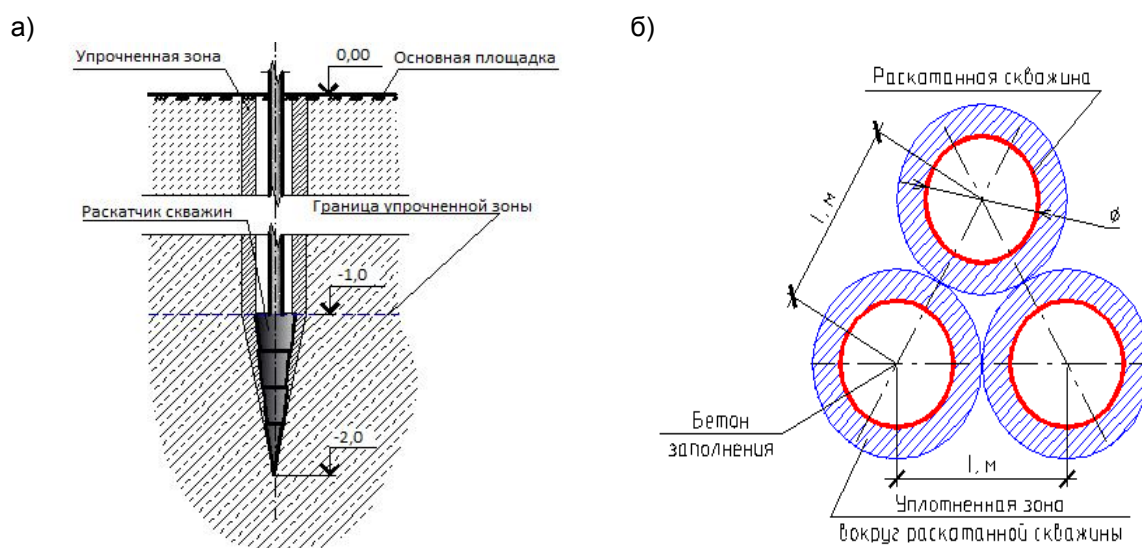 а)
Упрочненная зона
0,00
Основная площадка
Раскатчик скважин
Граница упрочненной зоны
-1,0
-2,0
б)
Раскатанная скважина
l, м
ø
Бетон
заполнения
l, м
Уплотненная зона
вокруг раскатанной скважины